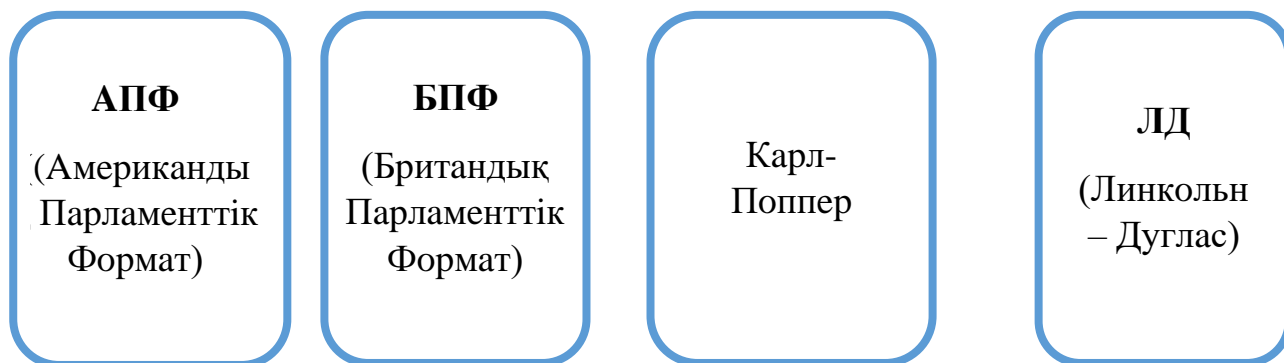 АПФ
(Американды
Парламенттік
Формат)
БПФ
(Британдық
Парламенттік
Формат)
Карл-
Поппер
ЛД
(Линкольн
– Дуглас)